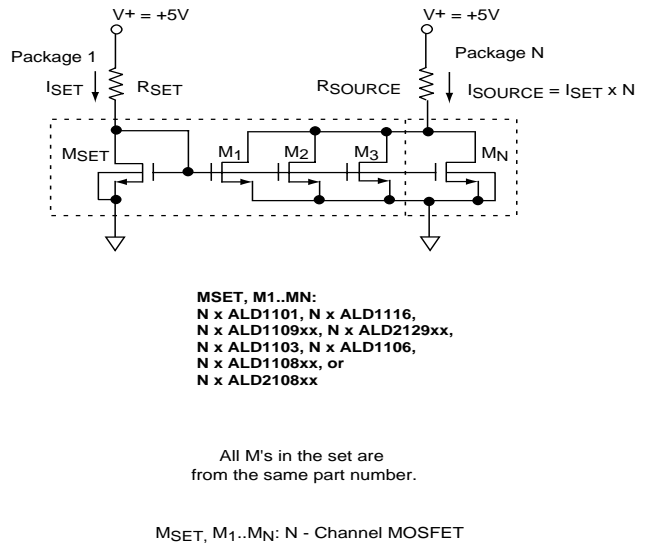 V+ = +5V
V+ = +5V
Package 1
Package N
ISET
RSET
RSOURCE
ISOURCE = ISET x N
MSET
M1
M2
M3
MN
MSET, M1..MN:
N x ALD1101, N x ALD1116,
N x ALD1109xx, N x ALD2129xx,
N x ALD1103, N x ALD1106,
N x ALD1108xx, or
N x ALD2108xx
All M's in the set are
from the same part number.
MSET, M1..MN: N - Channel MOSFET